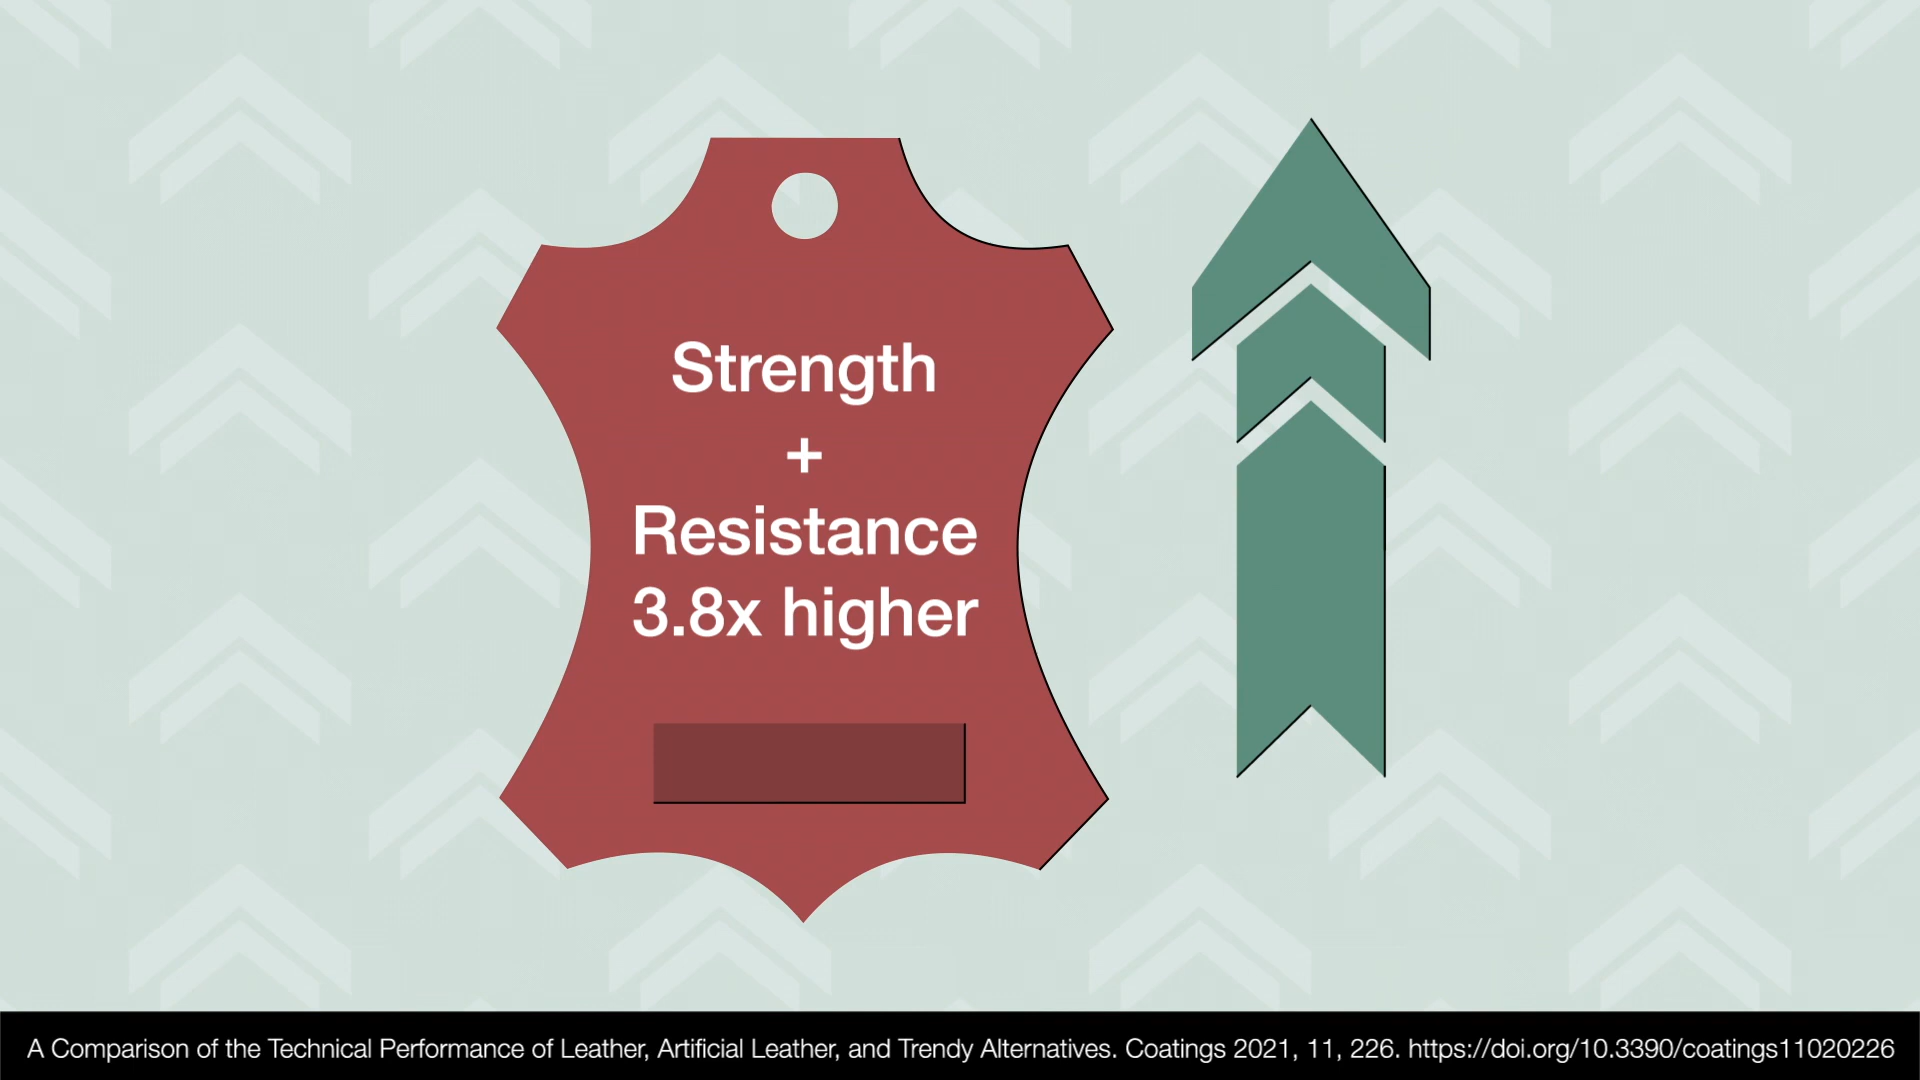 Strength
+
Resistance
3.8x higher
A Comparison of the Technical Performance of Leather, Artificial Leather, and Trendy Alternatives. Coatings 2021, 11, 226. https://doi.org/10.3390/coatings11020226